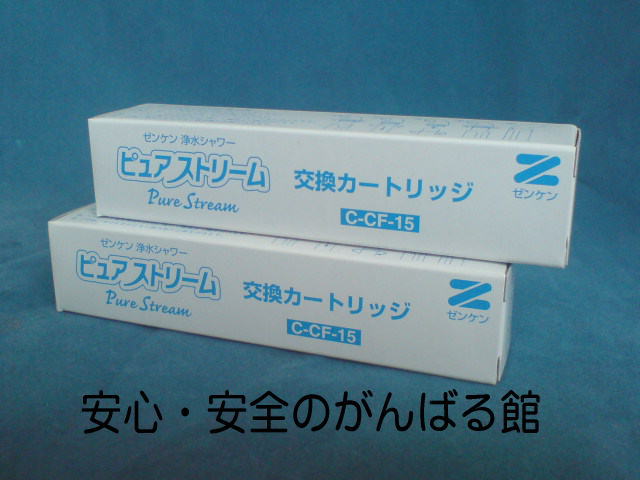 ゼンケン 浄水シャワー
ピュアストリーム
Pure Stream
交換カートリッジ
C-CF-15
ゼンケン
ゼンケン 浄水シャワー
ピュアストリーム
Pure Stream
交換カートリッジ
C-CF-15
ゼンケン
安心・安全のがんばる館